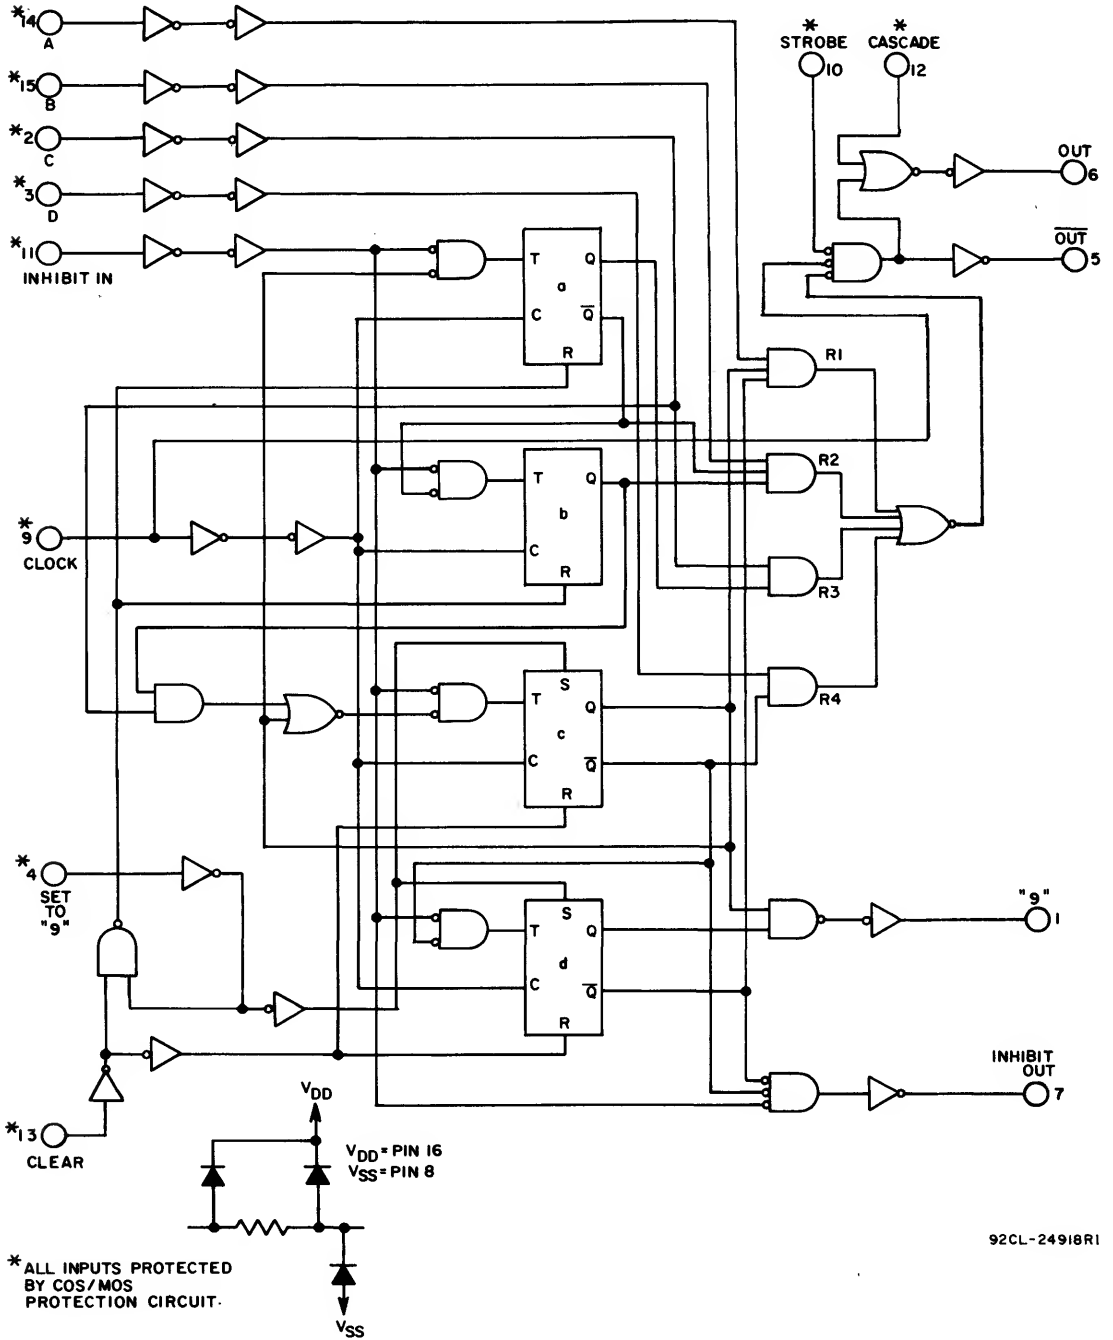 *14
A
*15
B
*2
C
*3
D
*11
INHIBIT IN
*
STROBE
10
*
CASCADE
12
OUT
6
OUT
5
T Q
a
C Q
R
R1
T Q
b
C
R
R2
*
9
CLOCK
R3
S
T Q
c
C Q
R
R4
*4
SET
TO
"9"
S
T Q
d
C Q
R
"9"
1
INHIBIT
OUT
7
*13
CLEAR
VDD
VDD = PIN 16
VSS = PIN 8
VSS
* ALL INPUTS PROTECTED
BY COS/MOS
PROTECTION CIRCUIT.
92CL-24918R1